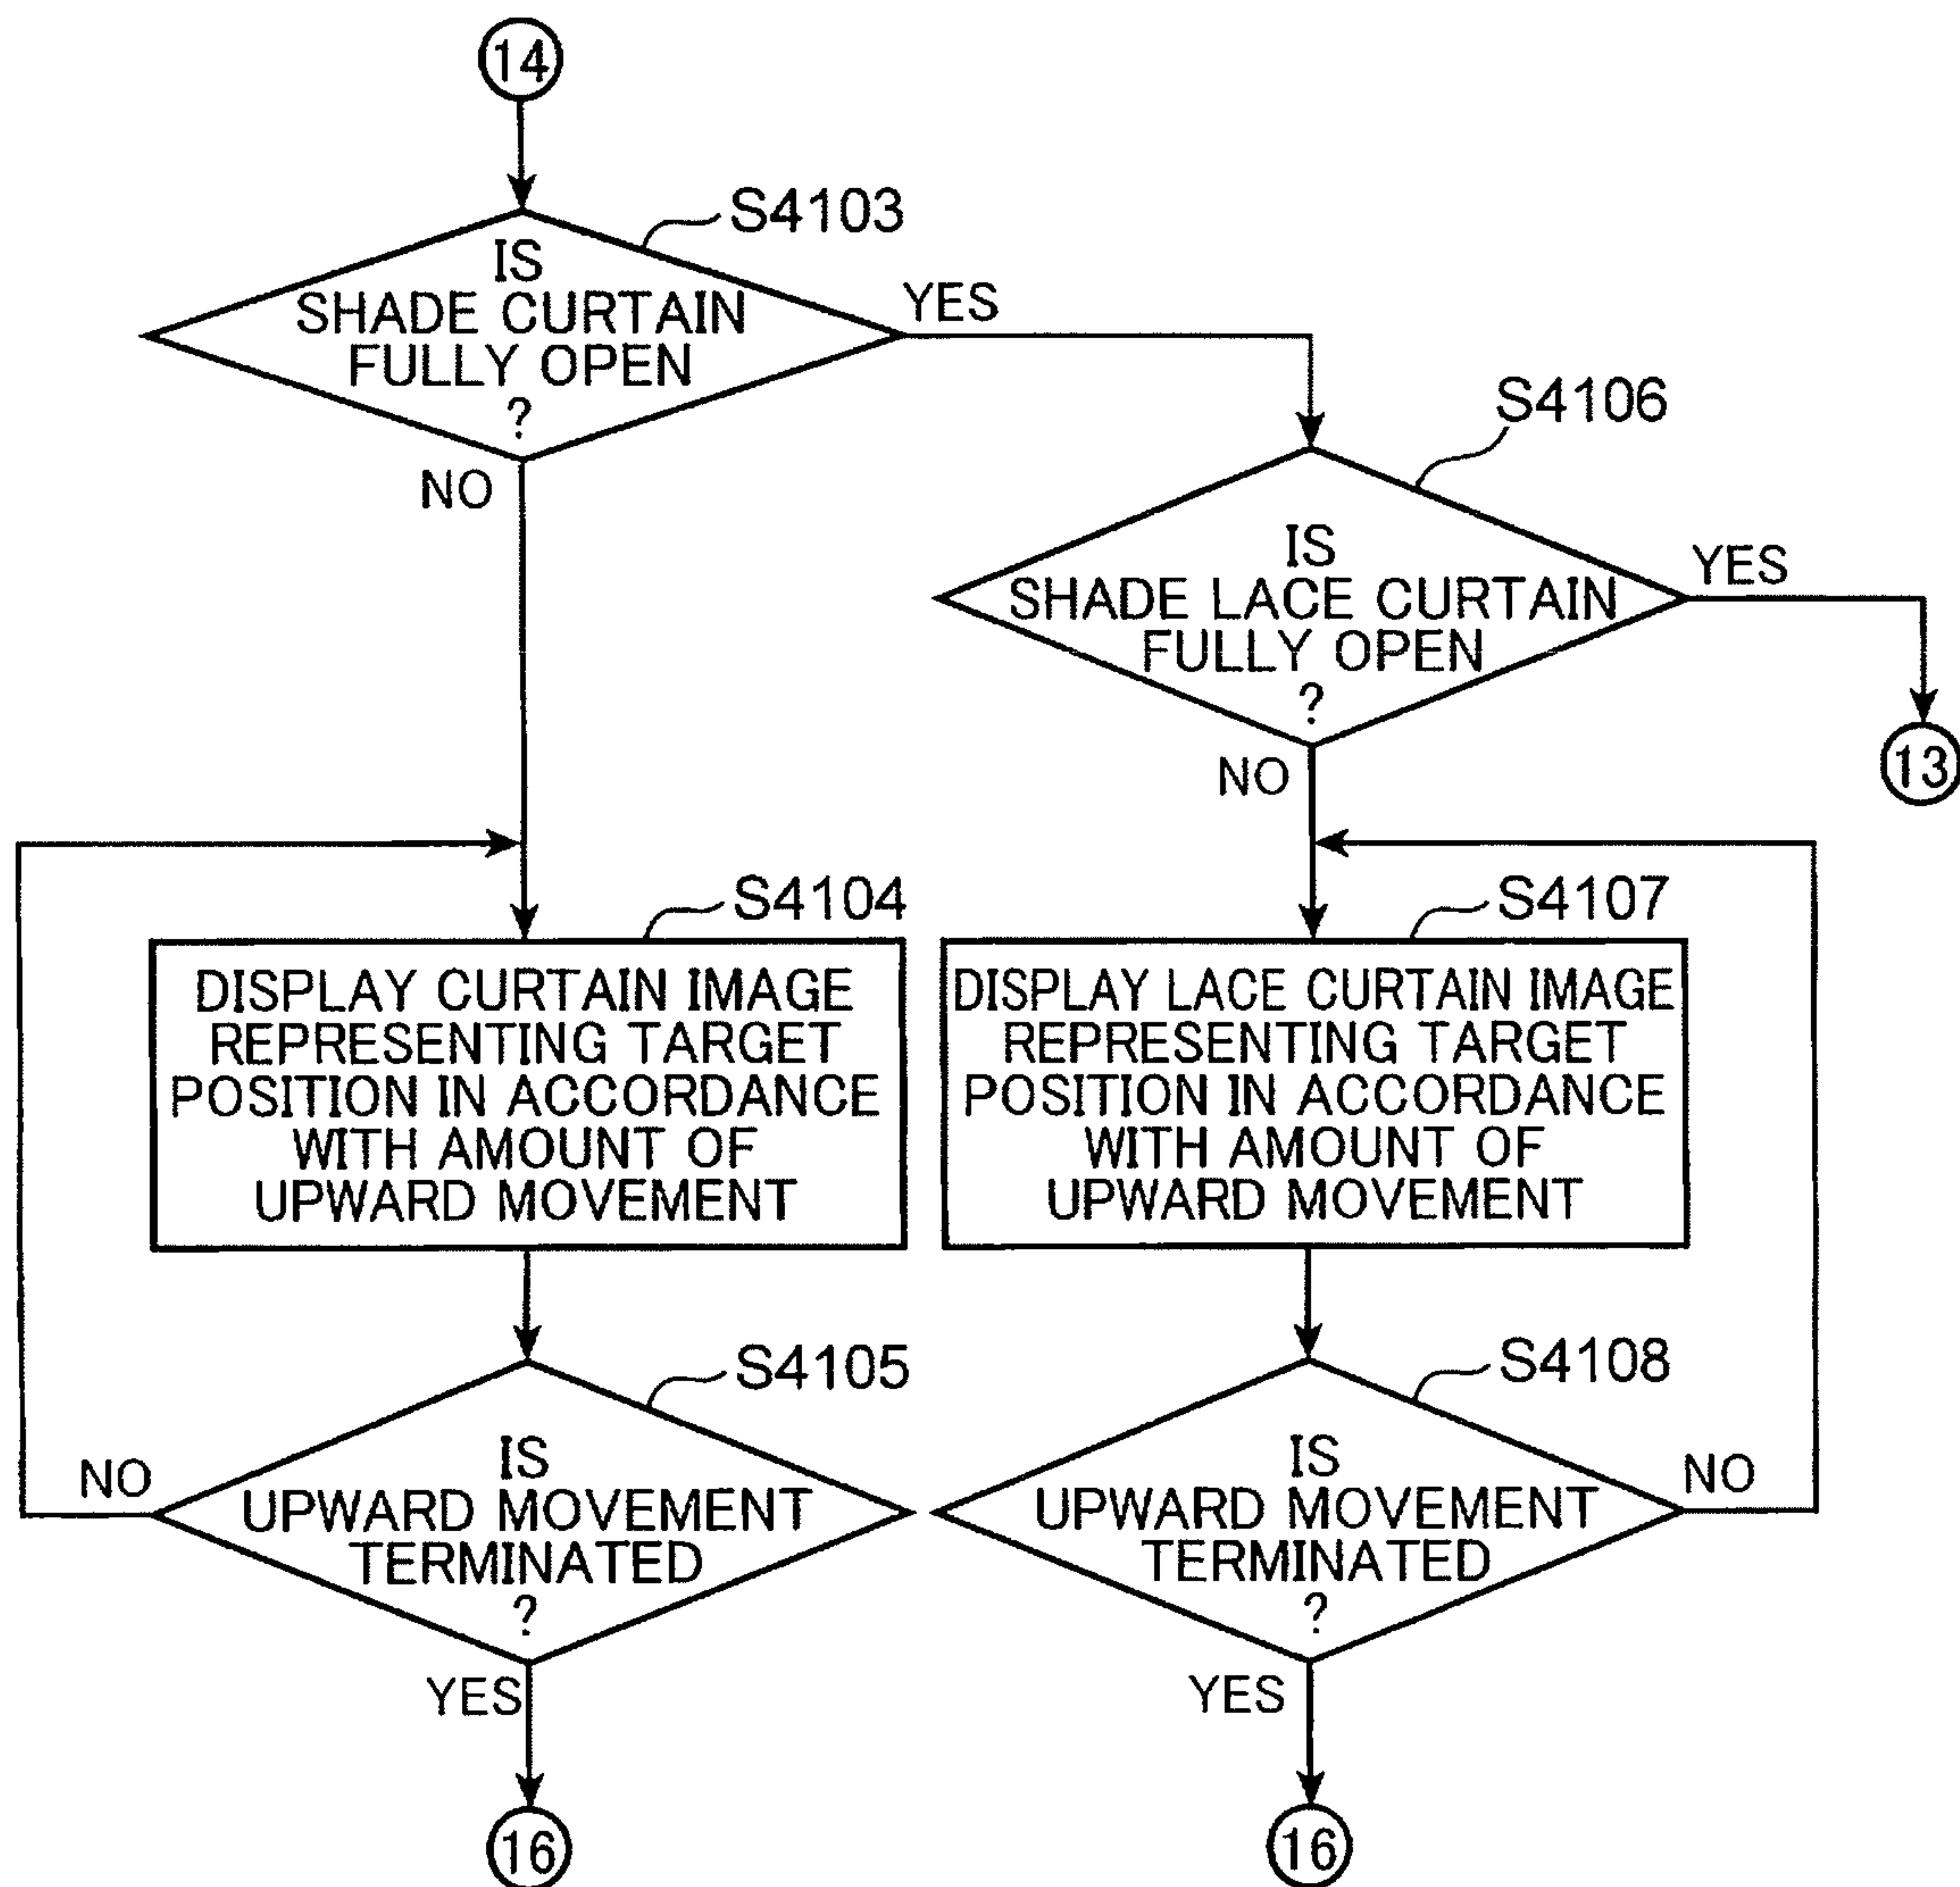 14
S4103
IS
SHADE CURTAIN
FULLY OPEN
?
YES
NO
S4106
IS
SHADE LACE CURTAIN
FULLY OPEN
?
YES
13
NO
S4104
DISPLAY CURTAIN IMAGE
REPRESENTING TARGET
POSITION IN ACCORDANCE
WITH AMOUNT OF
UPWARD MOVEMENT
S4107
DISPLAY LACE CURTAIN IMAGE
REPRESENTING TARGET
POSITION IN ACCORDANCE
WITH AMOUNT OF
UPWARD MOVEMENT
S4105
IS
UPWARD MOVEMENT
TERMINATED
?
NO
YES
16
S4108
IS
UPWARD MOVEMENT
TERMINATED
?
NO
YES
16